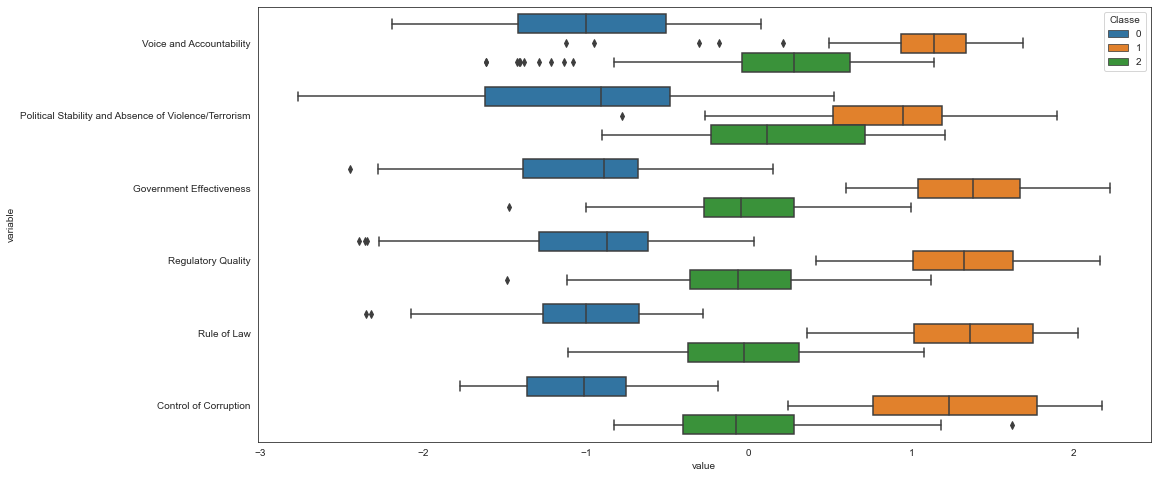 Classe
0
1
2
Voice and Accountability
Political Stability and Absence of Violence/Terrorism
Government Effectiveness
Regulatory Quality
Rule of Law
Control of Corruption
variable
−3
−2
−1
0
1
2
value